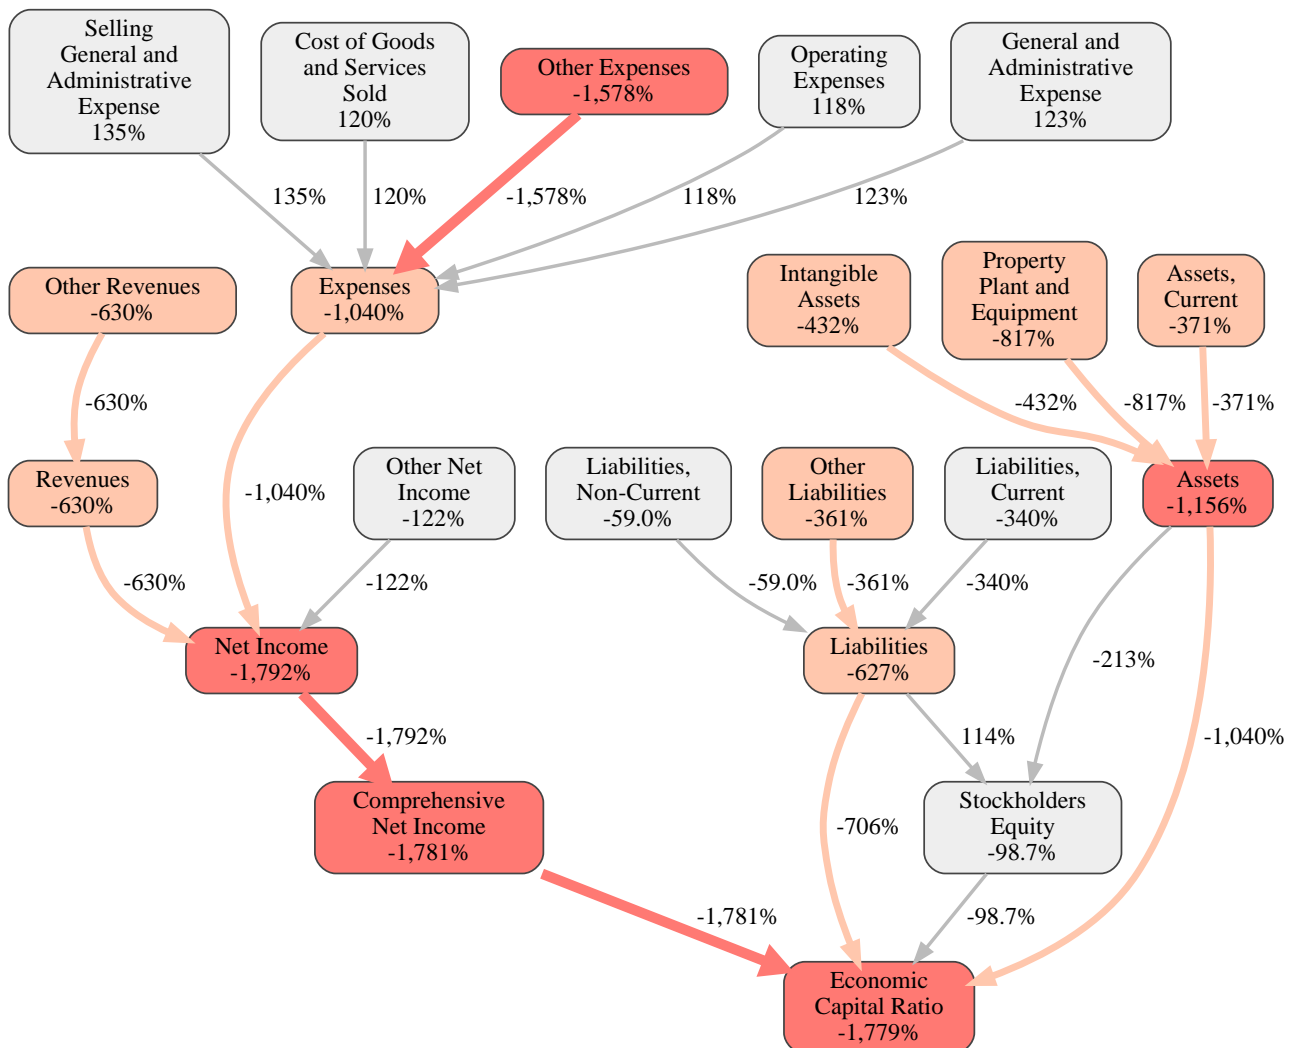 Selling
General and
Administrative
Expense
135%
Cost of Goods
and Services
Sold
120%
Other Expenses
-1,578%
Operating
Expenses
118%
General and
Administrative
Expense
123%
135%
120%
-1,578%
118%
123%
Other Revenues
-630%
Expenses
-1,040%
Intangible
Assets
-432%
Property
Plant and
Equipment
-817%
Assets,
Current
-371%
-630%
-432%
-817%
-371%
Revenues
-630%
-1,040%
Other Net
Income
-122%
Liabilities,
Non-Current
-59.0%
Other
Liabilities
-361%
Liabilities,
Current
-340%
Assets
-1,156%
-630%
-122%
-59.0%
-361%
-340%
Net Income
-1,792%
Liabilities
-627%
-213%
-1,792%
114%
-1,040%
Comprehensive
Net Income
-1,781%
-706%
Stockholders
Equity
-98.7%
-1,781%
-98.7%
Economic
Capital Ratio
-1,779%